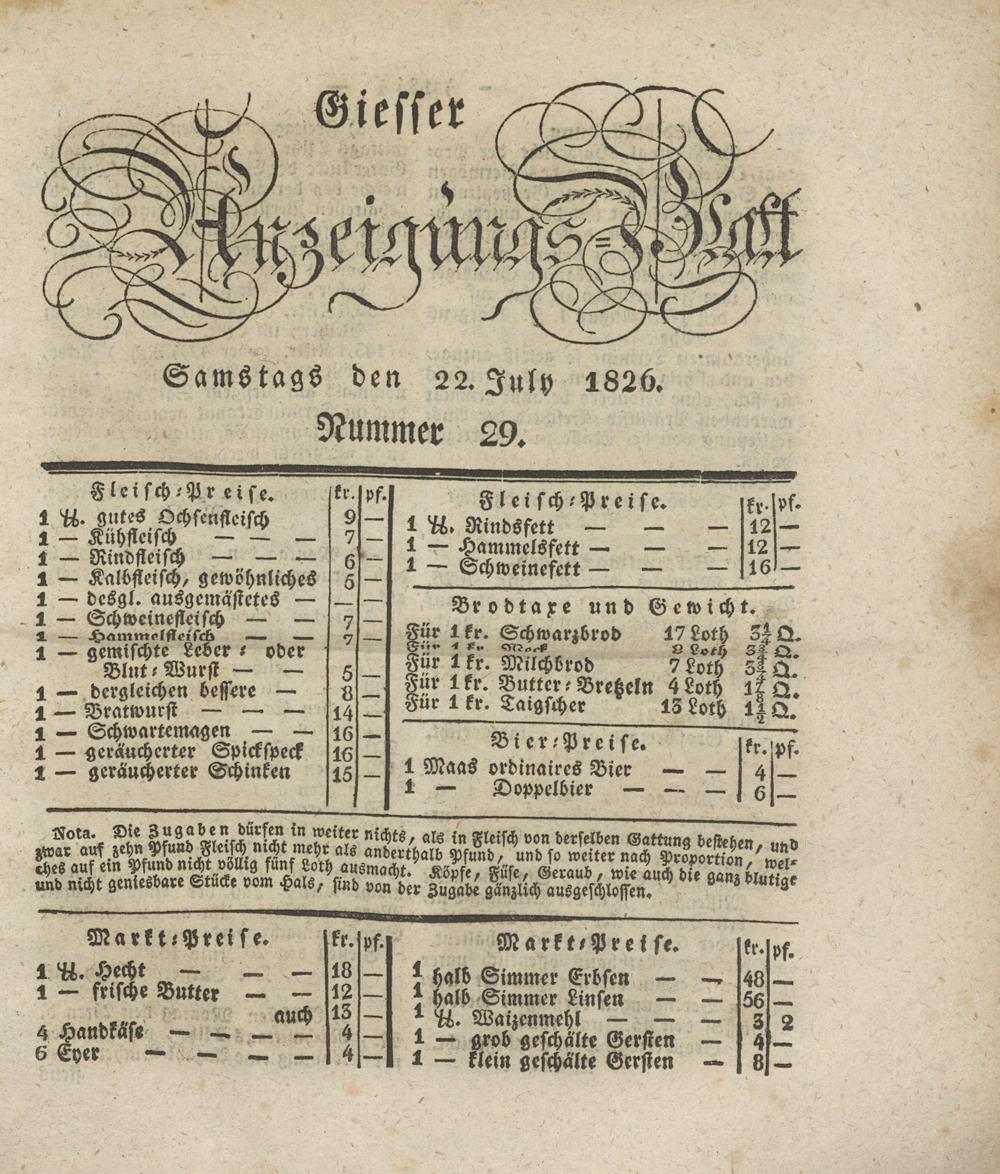 Giesser
Anzeigungs=Blatt
Samstags den 22. July 1826.
Nummer 29.
Fleisch-Preise. kr. pf.
1 ℔. gutes Ochsenfleisch 9 —
1 — Kühfleisch — — — 7 —
1 — Rindfleisch — — — 6 —
1 — Kalbfleisch, gewöhnliches 5 —
1 — desgl. ausgemästetes — — —
1 — Schweinefleisch — — 7 —
1 — Hammelfleisch — — 7 —
1 — gemischte Leber- oder
Blut-Wurst — — 5 —
1 — dergleichen bessere — 8 —
1 — Bratwurst — — — 14 —
1 — Schwartemagen — — 16 —
1 — geräucherter Spickspeck 16 —
1 — geräucherter Schinken 15 —
Fleisch-Preise. kr. pf.
1 ℔. Rindsfett — — — 12 —
1 — Hammelsfett — — — 12 —
1 — Schweinefett — — — 16 —
Brodtaxe und Gewicht.
Für 1 kr. Schwarzbrod 17 Loth 3¼ Q.
Für 1 kr. Weck 9 Loth 3¾ Q.
Für 1 kr. Milchbrod 7 Loth 3¾ Q.
Für 1 kr. Butter-Bretzeln 4 Loth 1⅞ Q.
Für 1 kr. Taigscher 13 Loth 1½ Q.
Bier-Preise. kr. pf.
1 Maas ordinaires Bier — — 4 —
1 — Doppelbier — — — 6 —
Nota. Die Zugaben dürfen in weiter nichts, als in Fleisch von derselben Gattung bestehen, und
zwar auf zehn Pfund Fleisch nicht mehr als anderthalb Pfund, und so weiter nach Proportion, wel-
ches auf ein Pfund nicht völlig fünf Loth ausmacht. Köpfe, Füse, Geraub, wie auch die ganz blutige
und nicht geniesbare Stücke vom Hals, sind von der Zugabe gänzlich ausgeschlossen.
Markt-Preise. kr. pf.
1 ℔. Hecht — — — 18 —
1 — frische Butter — — 12 —
auch 13 —
4 Handkäse — — — 4 —
6 Eyer — — — — 4 —
Markt-Preise. kr. pf.
1 halb Simmer Erbsen — — 48 —
1 halb Simmer Linsen — — 56 —
1 ℔. Waizenmehl — — — 3 2
1 — grob geschälte Gersten — 4 —
1 — klein geschälte Gersten — 8 —